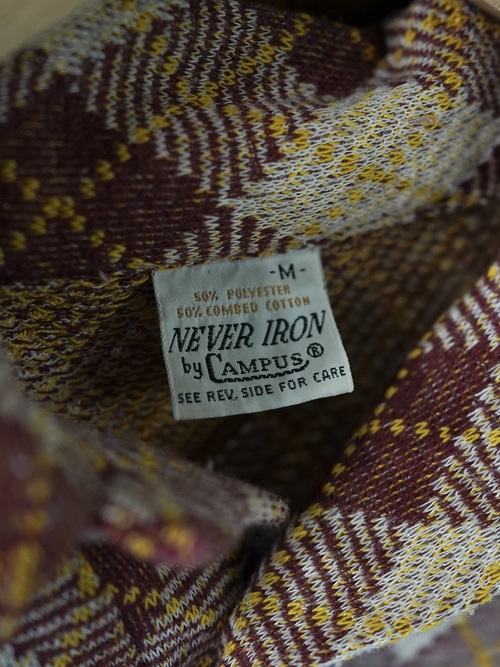 -M-
50% POLYESTER
50% COMBED COTTON
NEVER IRON
by CAMPUS®
SEE REV. SIDE FOR CARE